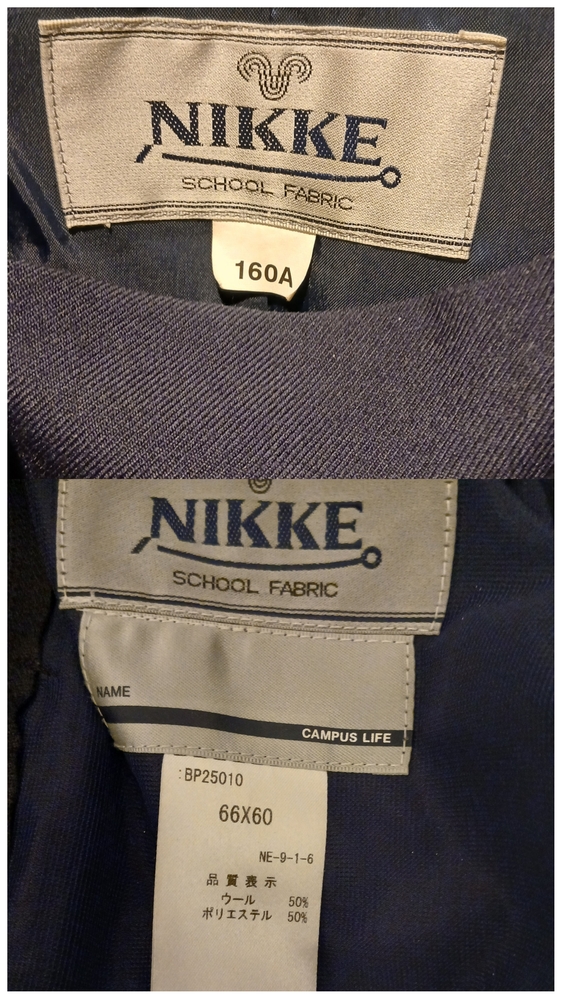 NIKKE
SCHOOL FABRIC
160A
NIKKE
SCHOOL FABRIC
NAME
CAMPUS LIFE
:BP25010
66X60
NE-9-1-6
品質表示
ウール 50%
ポリエステル 50%